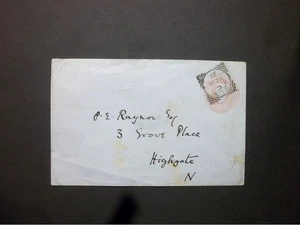 P. E. Raynor Esq
3 Grove Place
Highgate
N